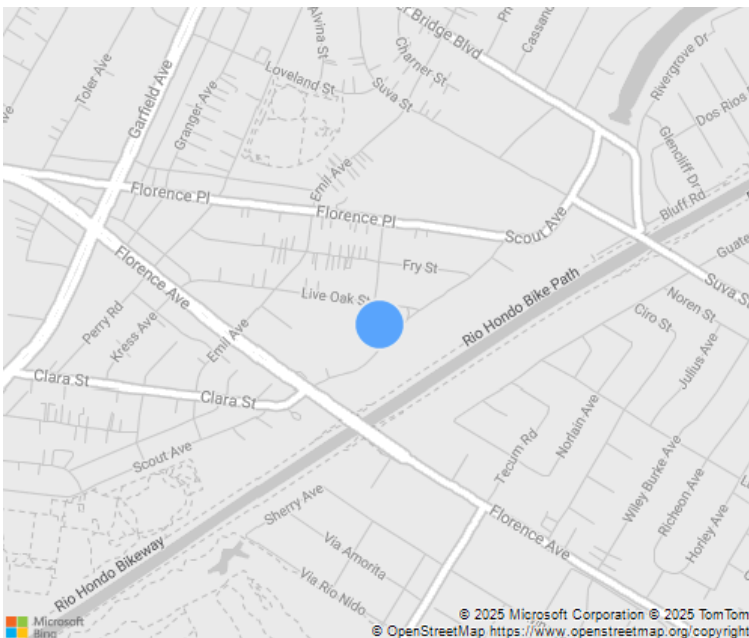 Alvina St
Bridge Blvd
Toler Ave
Garfield Ave
Granger Ave
Loveland St
Charner St
Suva St
Rivergrove Dr
Dos Rios
Glencliff Dr
Emil Ave
Florence Pl
Florence Pl
Scout Ave
Bluff Rd
Florence Ave
Fry St
Live Oak St
Rio Hondo Bike Path
Suva St
Noren St
Ciro St
Perry Rd
Kress Ave
Emil Ave
Julius Ave
Clara St
Clara St
Scout Ave
Tecum Rd
Norlain Ave
Wiley Burke Ave
Richeon Ave
Horley Ave
Sherry Ave
Florence Ave
Via Amorita
Via Rio Nido
Rio Hondo Bikeway
Microsoft
Bing
© 2025 Microsoft Corporation © 2025 TomTom
© OpenStreetMap https://www.openstreetmap.org/copyright